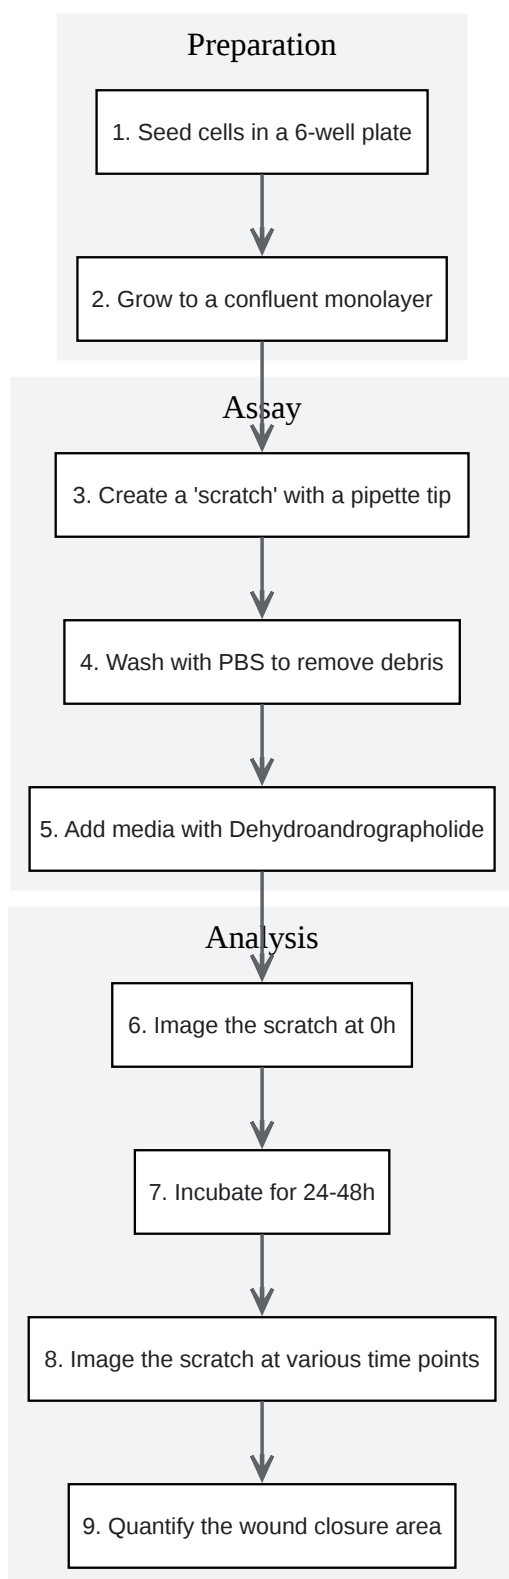 Preparation
1. Seed cells in a 6-well plate
2. Grow to a confluent monolayer
Assay
3. Create a 'scratch' with a pipette tip
4. Wash with PBS to remove debris
5. Add media with Dehydroandrographolide
Analysis
6. Image the scratch at 0h
7. Incubate for 24-48h
8. Image the scratch at various time points
9. Quantify the wound closure area